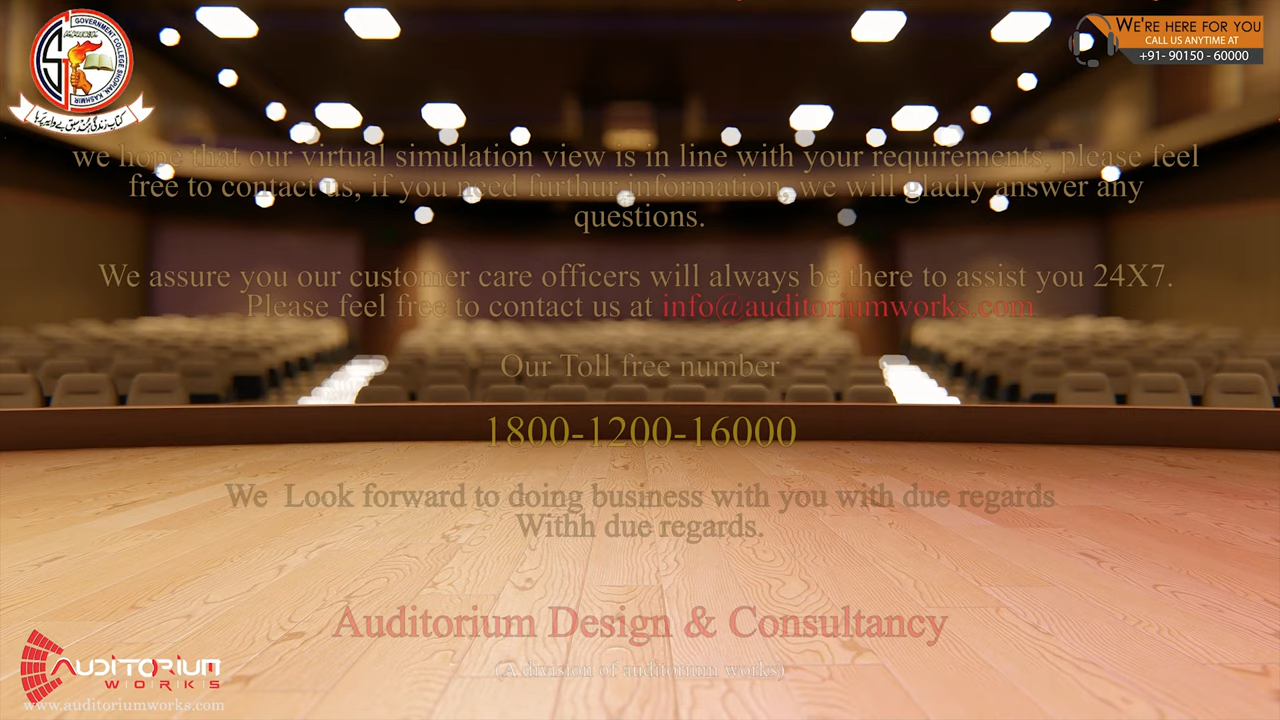 GOVERNMENT COLLEGE SHOPIAN KASHMIR
WE'RE HERE FOR YOU
CALL US ANYTIME AT
+91- 90150 - 60000
we hope that our virtual simulation view is in line with your requirements, please feel
free to contact us, if you need furthur information, we will gladly answer any
questions.
We assure you our customer care officers will always be there to assist you 24X7.
Please feel free to contact us at info@auditoriumworks.com
Our Toll free number
1800-1200-16000
We Look forward to doing business with you with due regards
Withh due regards.
Auditorium Design & Consultancy
(A division of auditorium works)
AUDITORIUM
WORKS
www.auditoriumworks.com